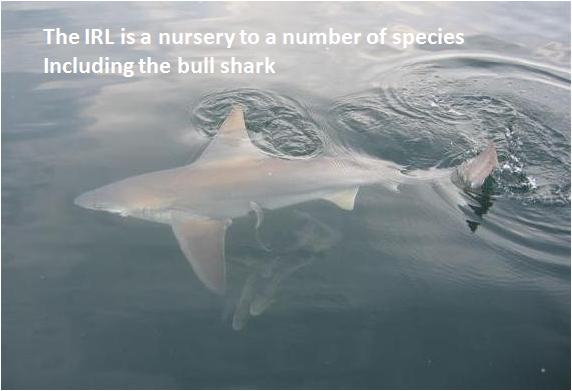 The IRL is a nursery to a number of species
Including the bull shark